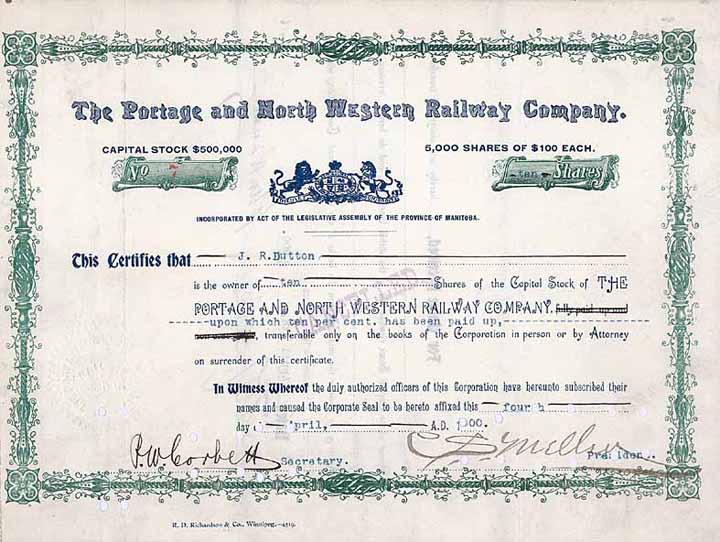 The Portage and North Western Railway Company.
CAPITAL STOCK $500,000
5,000 SHARES OF $100 EACH.
No 7
ten Shares
INCORPORATED BY ACT OF THE LEGISLATIVE ASSEMBLY OF THE PROVINCE OF MANITOBA.
This Certifies that J. R. Dutton
is the owner of ten Shares of the Capital Stock of THE
PORTAGE AND NORTH WESTERN RAILWAY COMPANY. fully paid up and
upon which ten per cent. has been paid up,
transferable only on the books of the Corporation in person or by Attorney
on surrender of this certificate.
CANCELLED
In Witness Whereof the duly authorized officers of this Corporation have hereunto subscribed their
names and caused the Corporate Seal to be hereto affixed this fourth
day of April, A.D. 1900.
P. W. Corbett Secretary.
President.
R. D. Richardson & Co., Winnipeg.—4519.